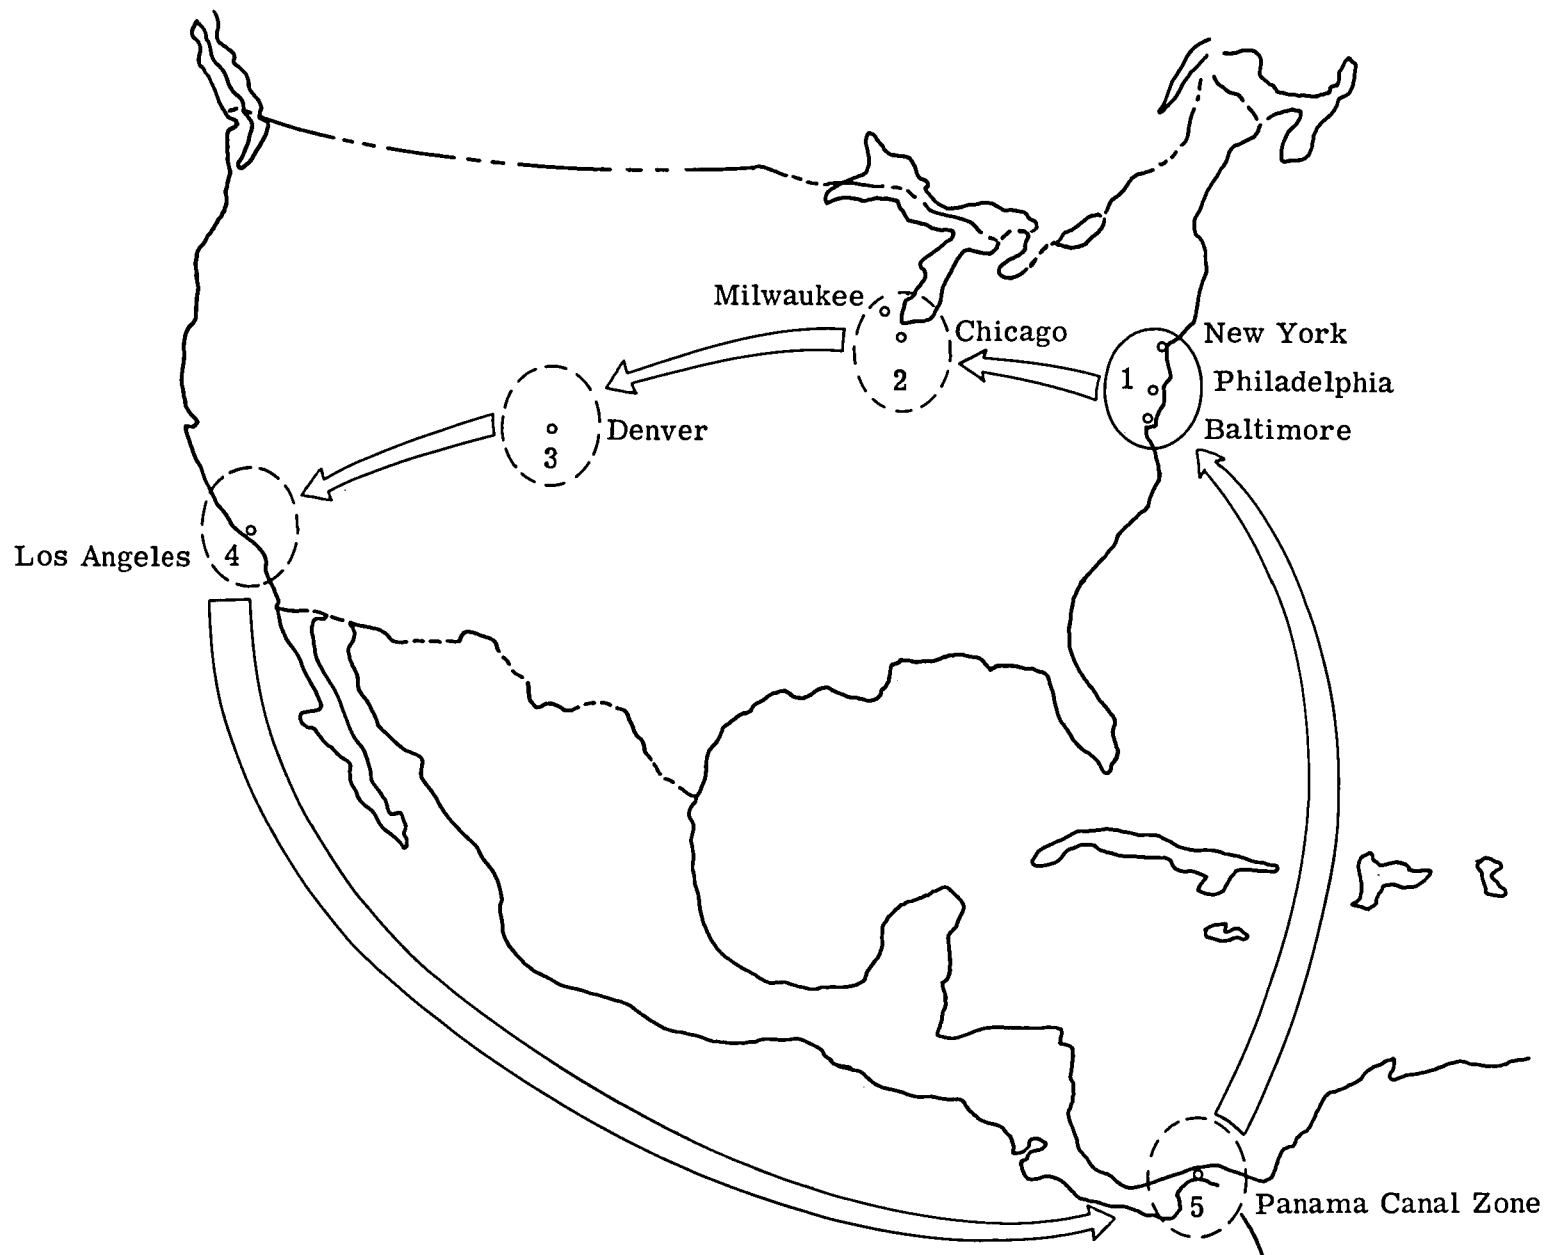 Milwaukee
Chicago
2
New York
1
Philadelphia
Baltimore
Denver
3
Los Angeles
4
Panama Canal Zone
5